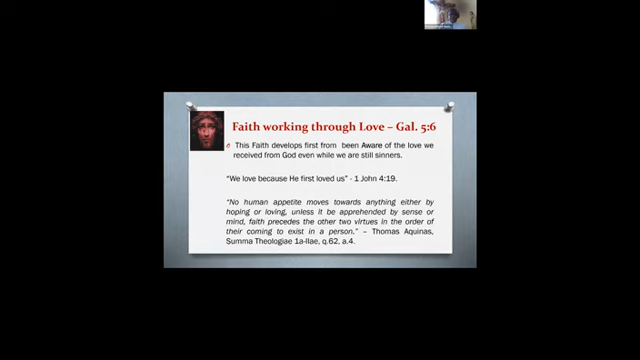 Faith working through Love – Gal. 5:6
This Faith develops first from been Aware of the love we
received from God even while we are still sinners.
“We love because He first loved us” - 1 John 4:19.
“No human appetite moves towards anything either by
hoping or loving, unless it be apprehended by sense or
mind, faith precedes the other two virtues in the order of
their coming to exist in a person.” – Thomas Aquinas,
Summa Theologiae 1a-IIae, q.62, a.4.